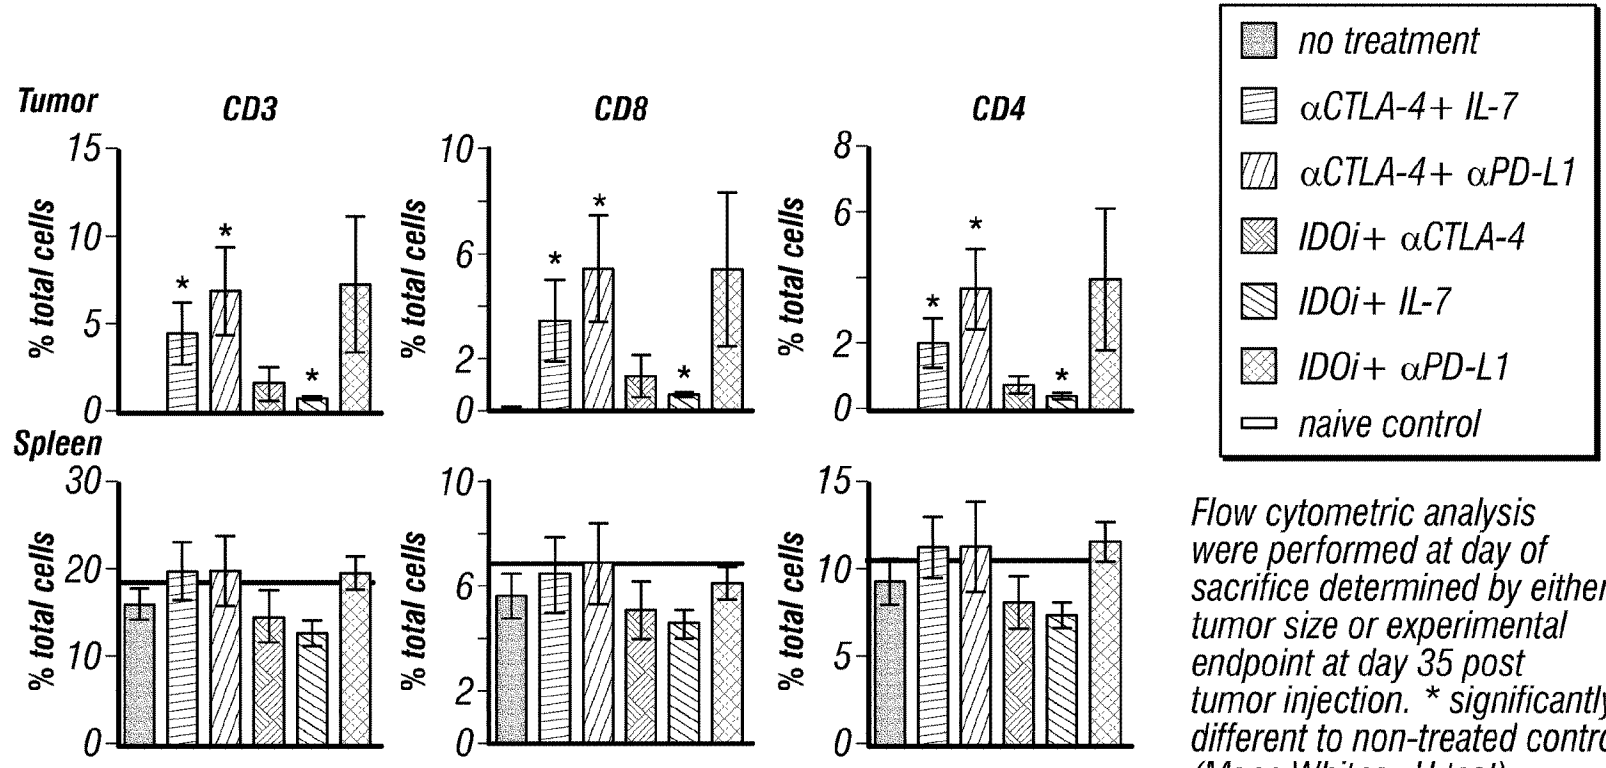 Tumor
CD3
CD8
CD4
% total cells
15
10
5
0
*
*
*
% total cells
10
6
2
0
*
*
*
% total cells
8
6
2
0
*
*
*
Spleen
% total cells
30
20
10
0
% total cells
10
6
2
0
% total cells
15
10
5
0
no treatment
αCTLA-4+ IL-7
αCTLA-4+ αPD-L1
IDOi+ αCTLA-4
IDOi+ IL-7
IDOi+ αPD-L1
naive control
Flow cytometric analysis
were performed at day of
sacrifice determined by either
tumor size or experimental
endpoint at day 35 post
tumor injection. * significantly
different to non-treated contro